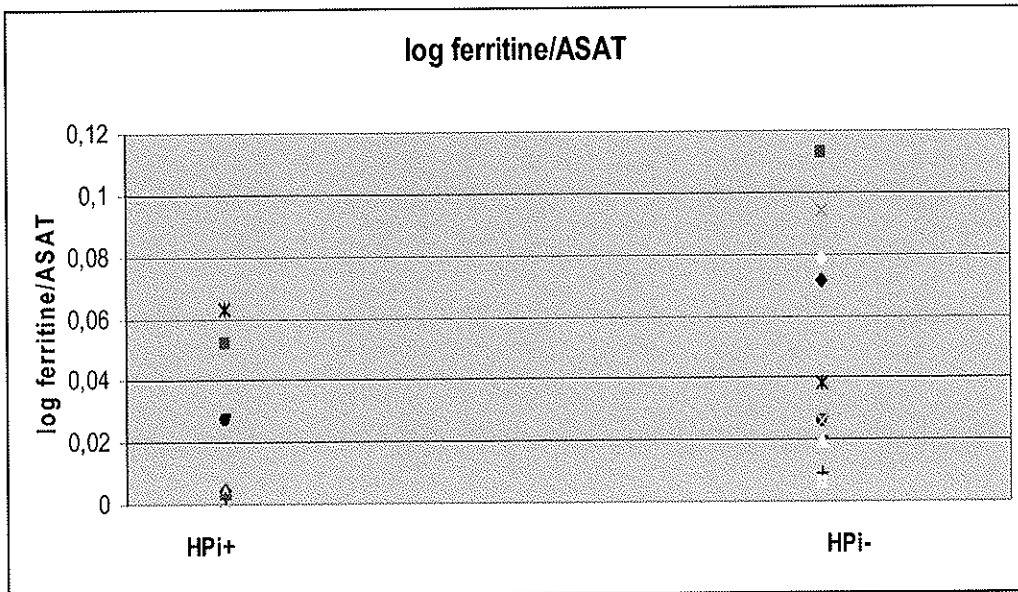 log ferritine/ASAT
log ferritine/ASAT
0,12
0,1
0,08
0,06
0,04
0,02
0
HPi+ HPi-